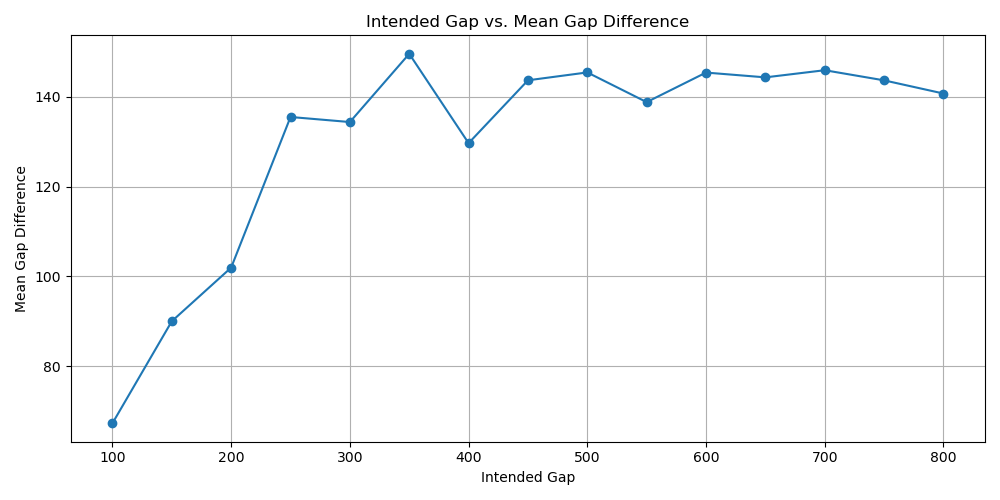 Intended Gap vs. Mean Gap Difference
140
120
100
80
Mean Gap Difference
100 200 300 400 500 600 700 800
Intended Gap